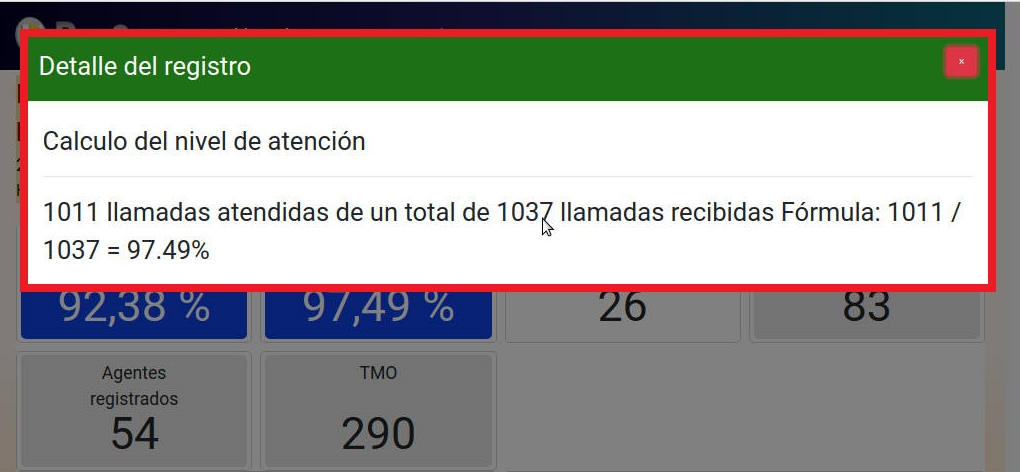 Detalle del registro
×
Calculo del nivel de atención
1011 llamadas atendidas de un total de 1037 llamadas recibidas Fórmula: 1011 /
1037 = 97.49%
92,38 %
97,49 %
26
83
Agentes
registrados
54
TMO
290